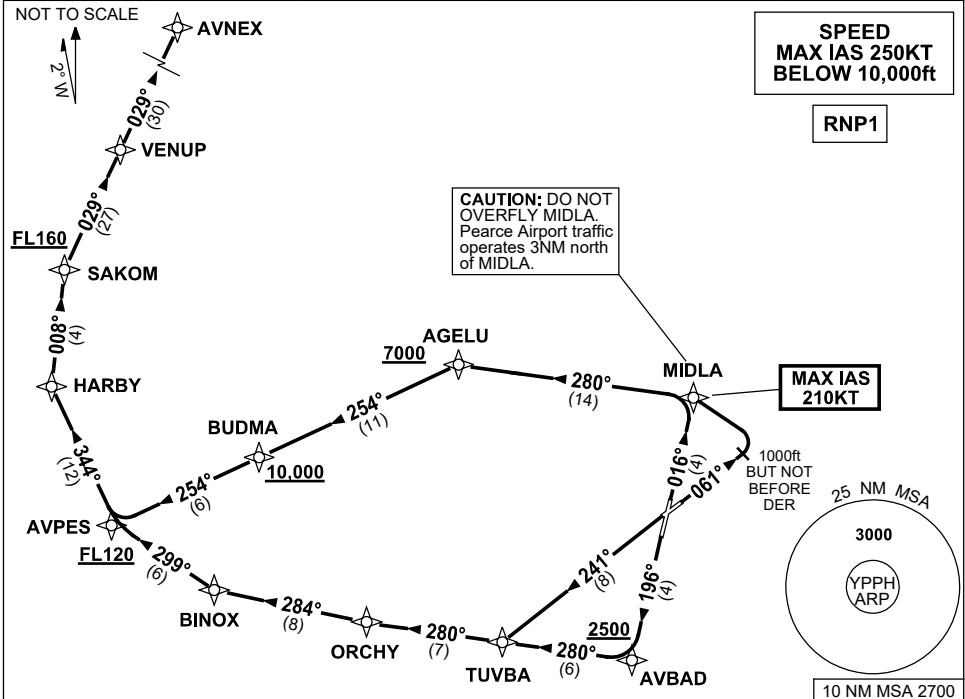 NOT TO SCALE
2° W
AVNEX
029°
(30)
VENUP
029°
(27)
FL160
SAKOM
008°
(4)
HARBY
344°
(12)
AVPES
FL120
SPEED
MAX IAS 250KT
BELOW 10,000ft
RNP1
CAUTION: DO NOT
OVERFLY MIDLA.
Pearce Airport traffic
operates 3NM north
of MIDLA.
AGELU
7000
280°
(14)
MIDLA
MAX IAS
210KT
254°
(11)
BUDMA
10,000
254°
(6)
016°
(4)
061°
1000ft
BUT NOT
BEFORE
DER
241°
(8)
196°
(4)
299°
(6)
BINOX
284°
(8)
ORCHY
280°
(7)
TUVBA
280°
(6)
2500
AVBAD
25 NM MSA
3000
YPPH
ARP
10 NM MSA 2700